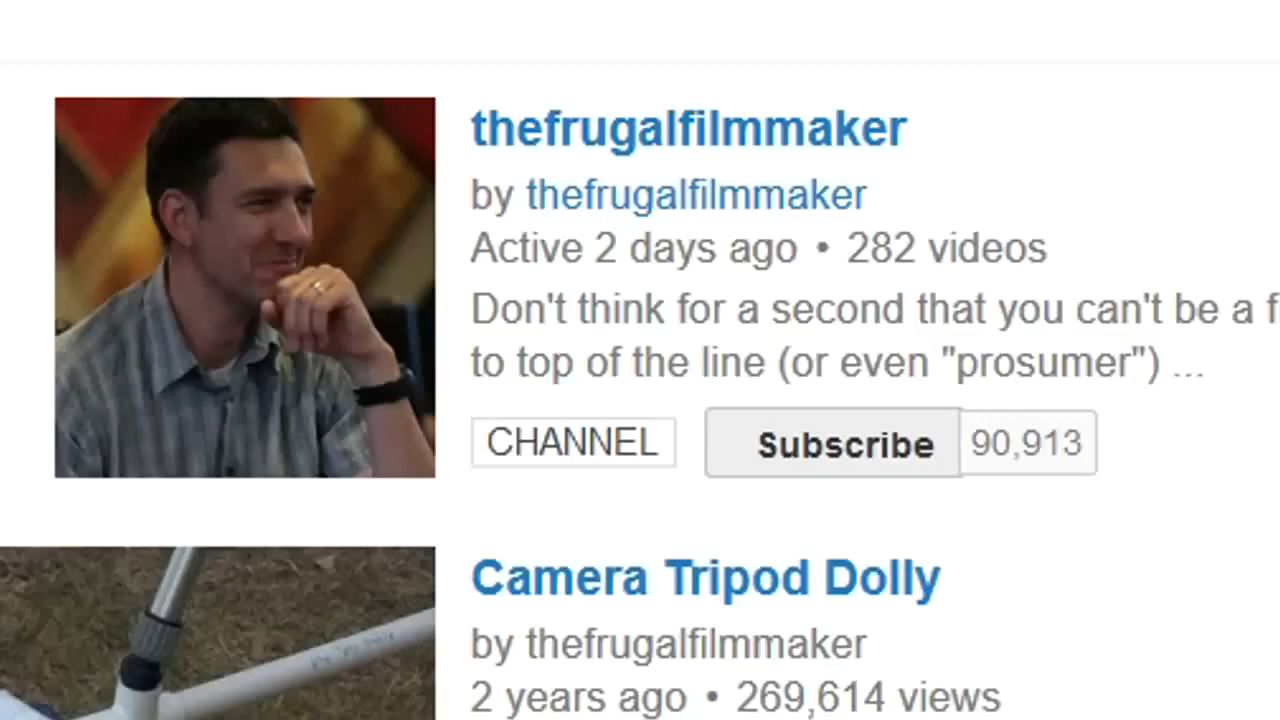 thefrugalfilmmaker
by thefrugalfilmmaker
Active 2 days ago • 282 videos
Don't think for a second that you can't be a f
to top of the line (or even "prosumer") ...
CHANNEL Subscribe 90,913
Camera Tripod Dolly
by thefrugalfilmmaker
2 years ago • 269,614 views